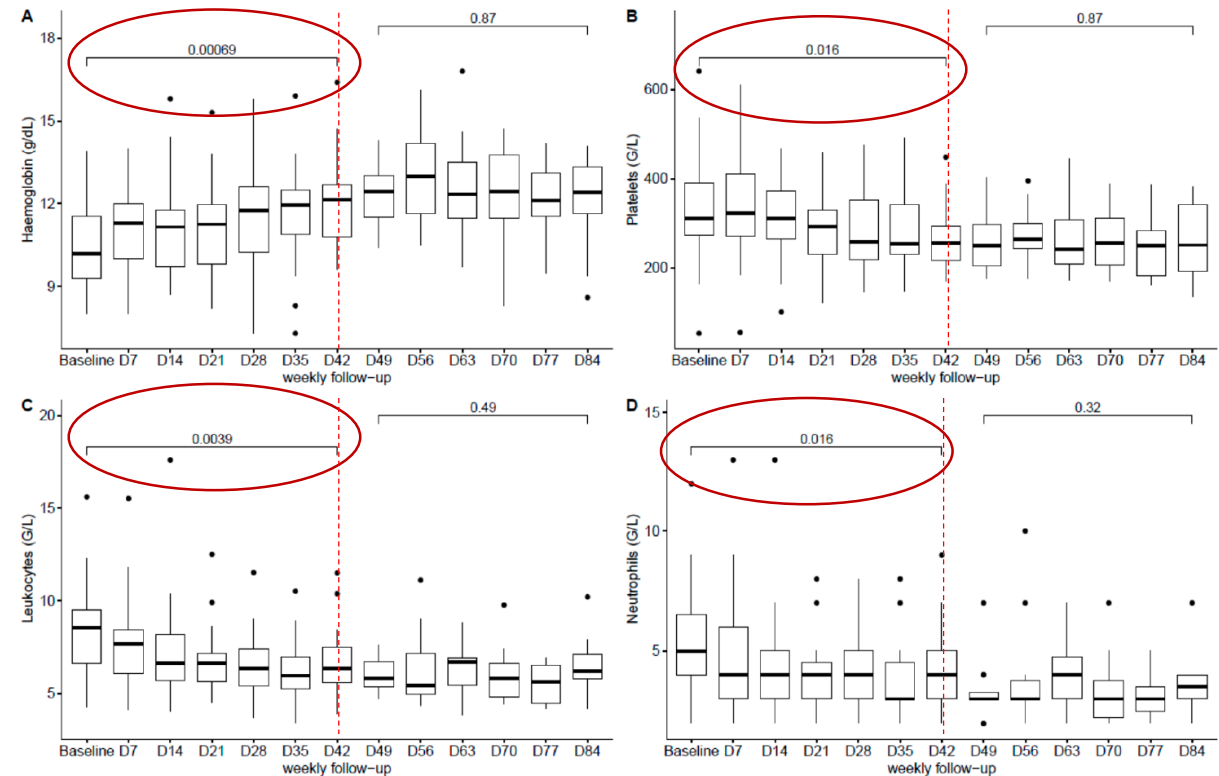 A
18
15
12
9
Haemoglobin (g/dL)
0.00069
0.87
Baseline D7 D14 D21 D28 D35 D42 D49 D56 D63 D70 D77 D84
weekly follow−up
B
600
400
200
Platelets (G/L)
0.016
0.87
Baseline D7 D14 D21 D28 D35 D42 D49 D56 D63 D70 D77 D84
weekly follow−up
C
20
15
10
5
Leukocytes (G/L)
0.0039
0.49
Baseline D7 D14 D21 D28 D35 D42 D49 D56 D63 D70 D77 D84
weekly follow−up
D
15
10
5
Neutrophils (G/L)
0.016
0.32
Baseline D7 D14 D21 D28 D35 D42 D49 D56 D63 D70 D77 D84
weekly follow−up